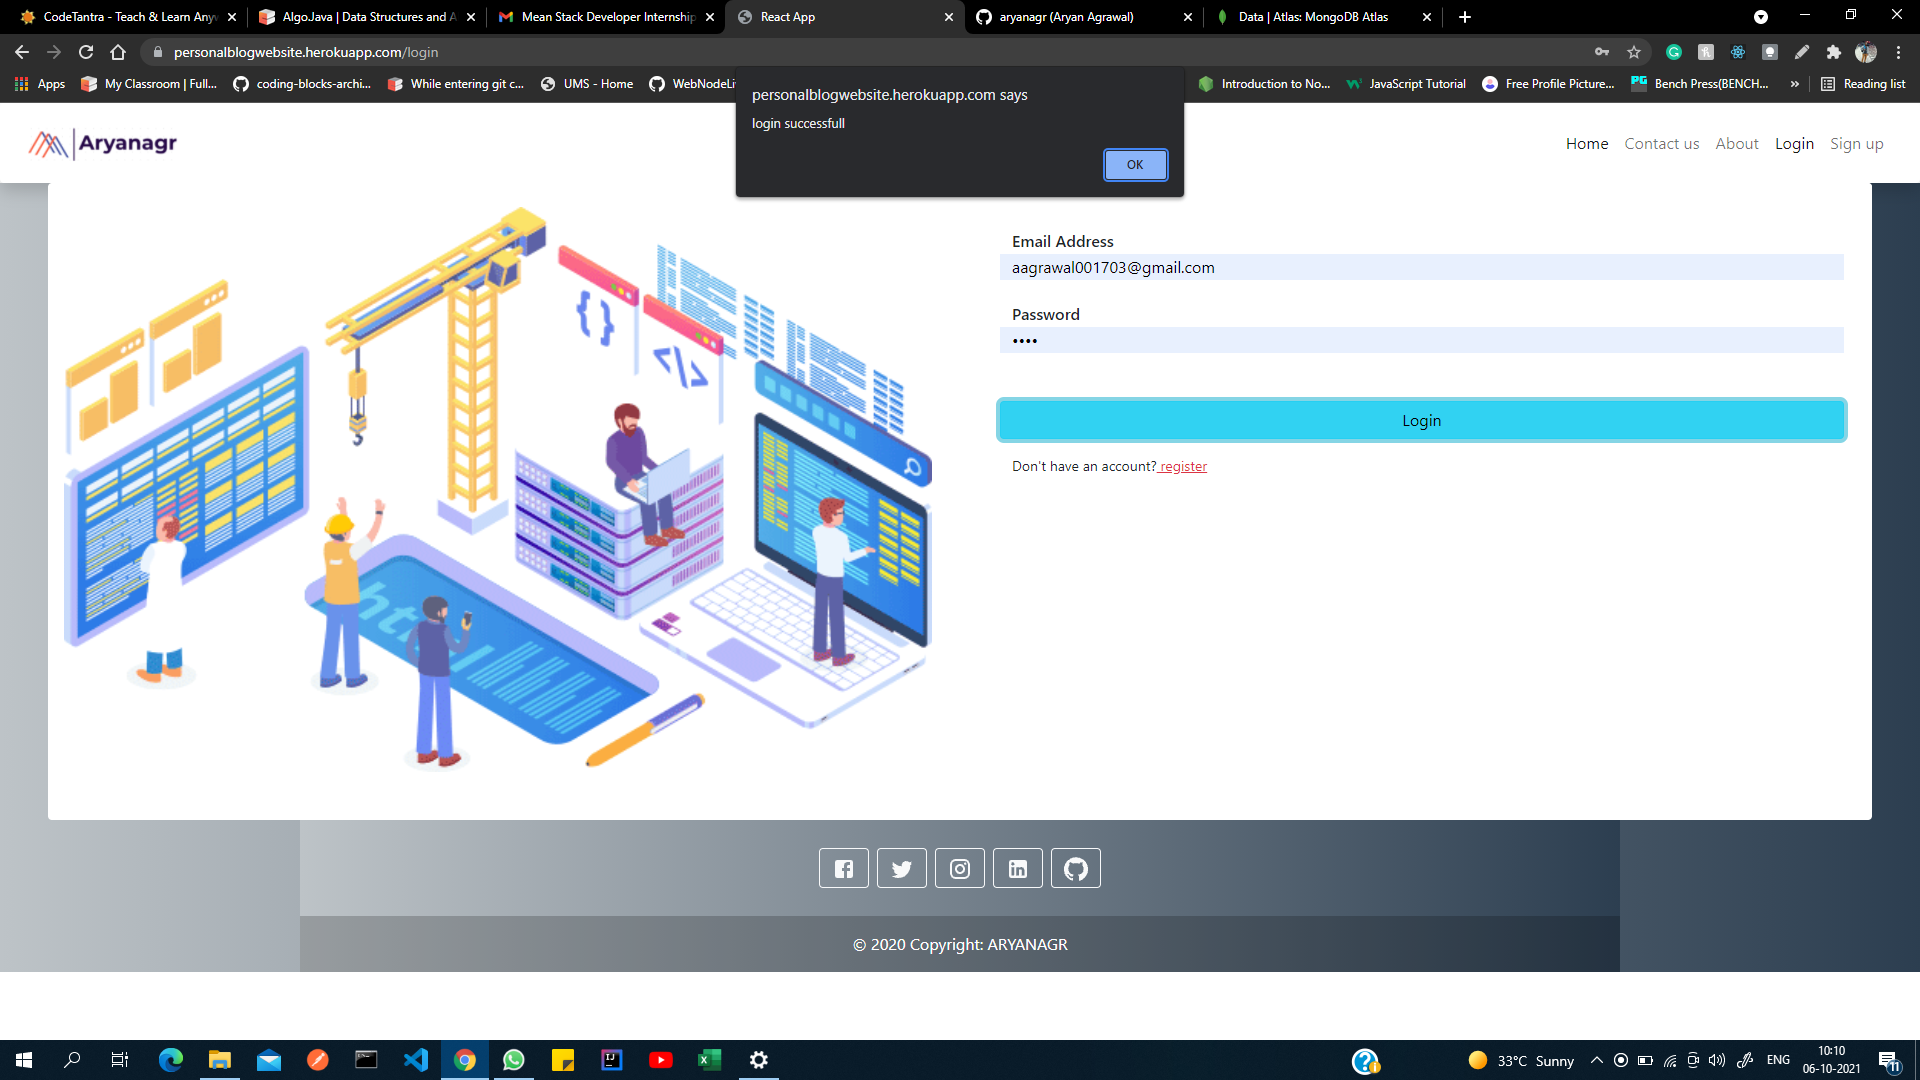 CodeTantra - Teach & Learn Anyw
AlgoJava | Data Structures and A
Mean Stack Developer Internship
React App
aryanagr (Aryan Agrawal)
Data | Atlas: MongoDB Atlas
personalblogwebsite.herokuapp.com/login
Apps
My Classroom | Full...
coding-blocks-archi...
While entering git c...
UMS - Home
WebNodeLi
Introduction to No...
JavaScript Tutorial
Free Profile Picture...
Bench Press(BENCH...
»
Reading list
personalblogwebsite.herokuapp.com says
login successfull
OK
Aryanagr
Home Contact us About Login Sign up
Email Address
aagrawal001703@gmail.com
Password
••••
Login
Don't have an account? register
{ }
</>
html
© 2020 Copyright: ARYANAGR
33°C Sunny
ENG
10:10
06-10-2021
11